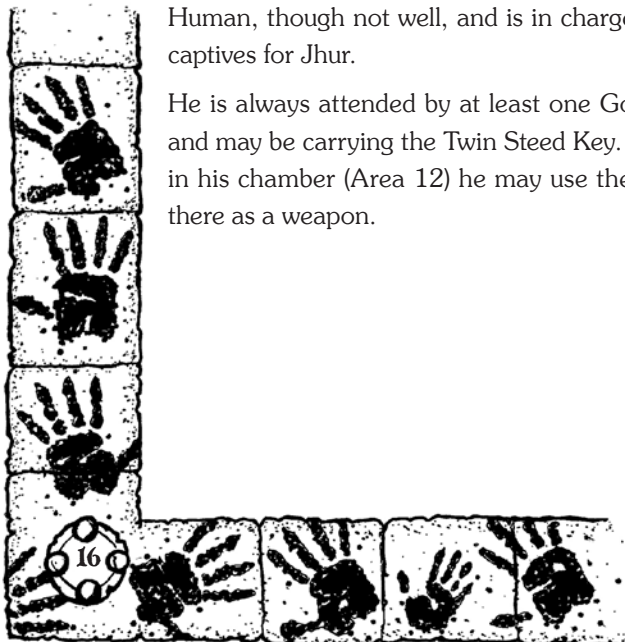 Human, though not well, and is in charge
captives for Jhur.
He is always attended by at least one Go
and may be carrying the Twin Steed Key.
in his chamber (Area 12) he may use the
there as a weapon.
16